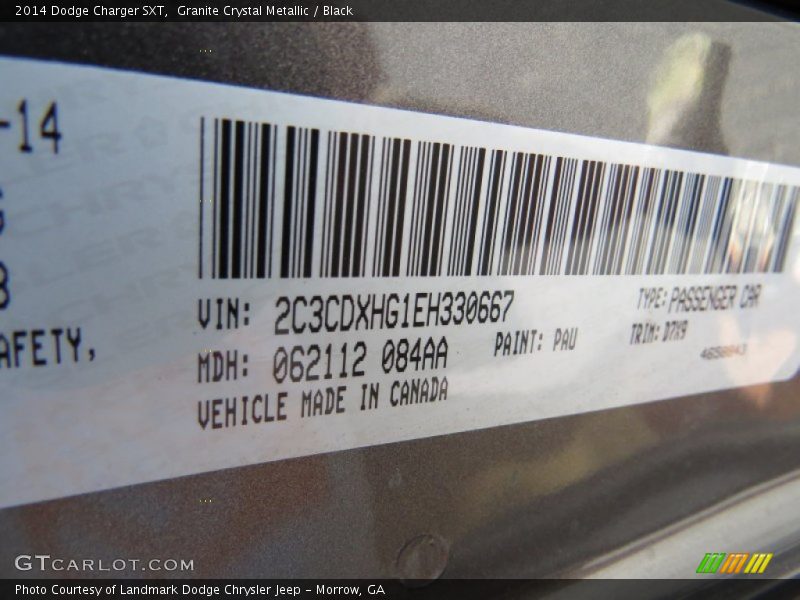 2014 Dodge Charger SXT, Granite Crystal Metallic / Black
-14
AFETY,
VIN: 2C3CDXHG1EH330667
TYPE: PASSENGER CAR
MDH: 062112 084AA
PAINT: PAU
TRIM: D7X9
VEHICLE MADE IN CANADA
GTCARLOT.COM
Photo Courtesy of Landmark Dodge Chrysler Jeep - Morrow, GA